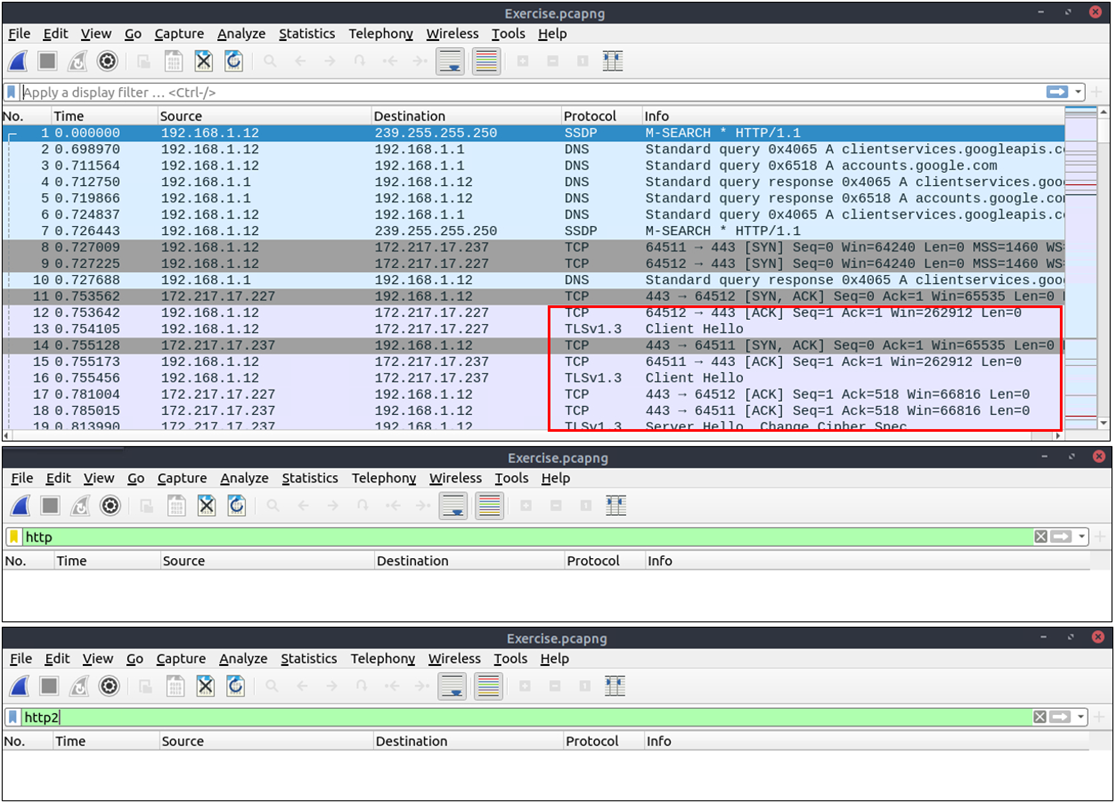 Exercise.pcapng
File Edit View Go Capture Analyze Statistics Telephony Wireless Tools Help
Apply a display filter … <Ctrl-/>
No. Time Source Destination Protocol Info
1 0.000000 192.168.1.12 239.255.255.250 SSDP M-SEARCH * HTTP/1.1
2 0.698970 192.168.1.12 192.168.1.1 DNS Standard query 0x4065 A clientservices.googleapis.c
3 0.711564 192.168.1.12 192.168.1.1 DNS Standard query 0x6518 A accounts.google.com
4 0.712750 192.168.1.1 192.168.1.12 DNS Standard query response 0x4065 A clientservices.goo
5 0.719866 192.168.1.1 192.168.1.12 DNS Standard query response 0x6518 A accounts.google.co
6 0.724837 192.168.1.12 192.168.1.1 DNS Standard query 0x4065 A clientservices.googleapis.c
7 0.726443 192.168.1.12 239.255.255.250 SSDP M-SEARCH * HTTP/1.1
8 0.727009 192.168.1.12 172.217.17.237 TCP 64511 → 443 [SYN] Seq=0 Win=64240 Len=0 MSS=1460 WS=
9 0.727225 192.168.1.12 172.217.17.227 TCP 64512 → 443 [SYN] Seq=0 Win=64240 Len=0 MSS=1460 WS=
10 0.727688 192.168.1.1 192.168.1.12 DNS Standard query response 0x4065 A clientservices.goo
11 0.753562 172.217.17.227 192.168.1.12 TCP 443 → 64512 [SYN, ACK] Seq=0 Ack=1 Win=65535 Len=0
12 0.753642 192.168.1.12 172.217.17.227 TCP 64512 → 443 [ACK] Seq=1 Ack=1 Win=262912 Len=0
13 0.754105 192.168.1.12 172.217.17.227 TLSv1.3 Client Hello
14 0.755128 172.217.17.237 192.168.1.12 TCP 443 → 64511 [SYN, ACK] Seq=0 Ack=1 Win=65535 Len=0
15 0.755173 192.168.1.12 172.217.17.237 TCP 64511 → 443 [ACK] Seq=1 Ack=1 Win=262912 Len=0
16 0.755456 192.168.1.12 172.217.17.237 TLSv1.3 Client Hello
17 0.781004 172.217.17.227 192.168.1.12 TCP 443 → 64512 [ACK] Seq=1 Ack=518 Win=66816 Len=0
18 0.785015 172.217.17.237 192.168.1.12 TCP 443 → 64511 [ACK] Seq=1 Ack=518 Win=66816 Len=0
19 0.813990 172.217.17.237 192.168.1.12 TLSv1.3 Server Hello, Change Cipher Spec
Exercise.pcapng
File Edit View Go Capture Analyze Statistics Telephony Wireless Tools Help
http
No. Time Source Destination Protocol Info
Exercise.pcapng
File Edit View Go Capture Analyze Statistics Telephony Wireless Tools Help
http2
No. Time Source Destination Protocol Info